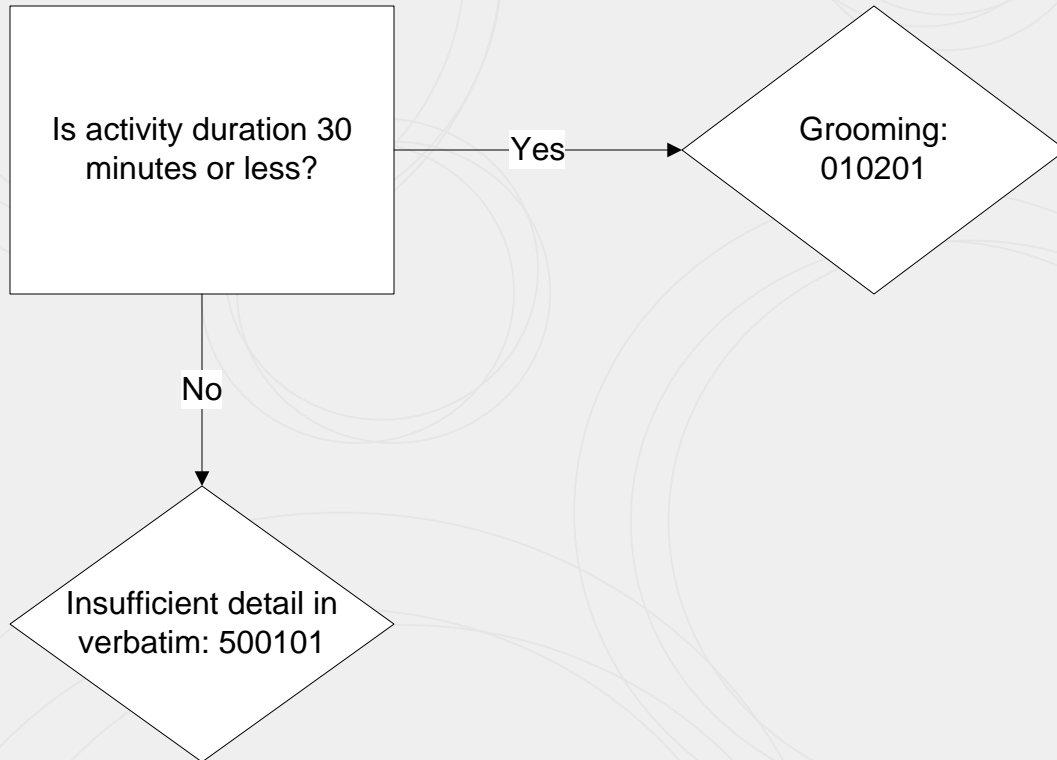 Is activity duration 30
minutes or less?
Yes
Grooming:
010201
No
Insufficient detail in
verbatim: 500101